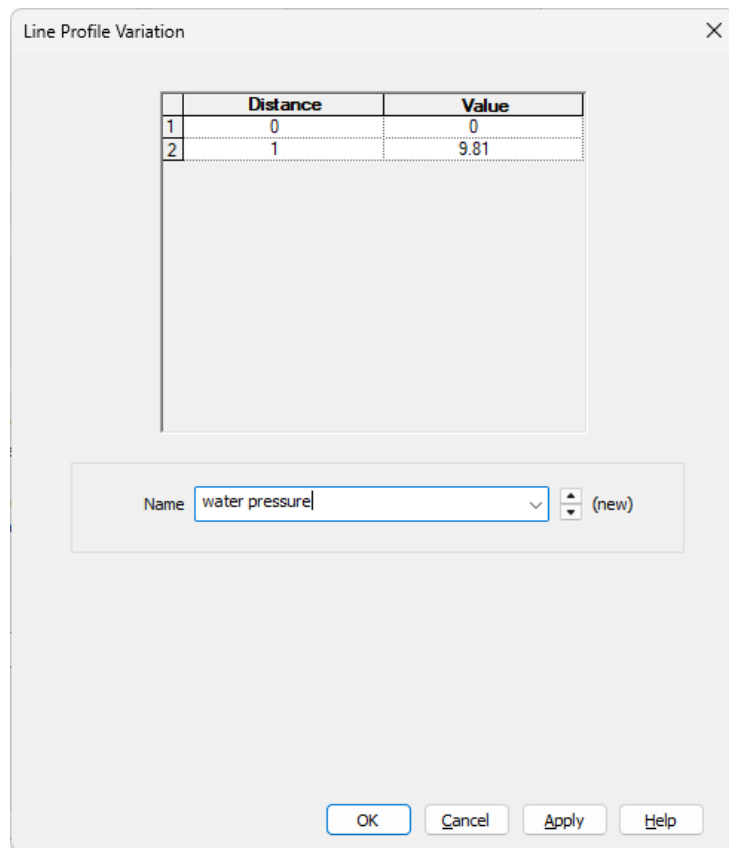 Line Profile Variation
Distance Value
1 0 0
2 1 9.81
Name water pressure (new)
OK Cancel Apply Help